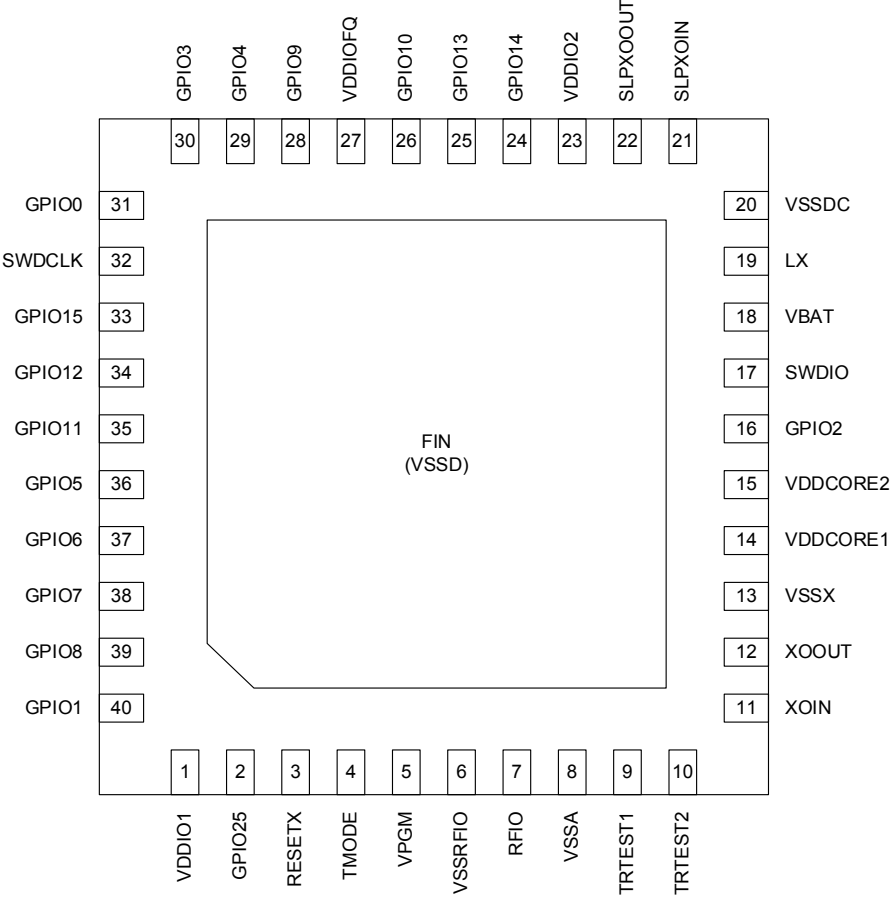 GPIO3
GPIO4
GPIO9
VDDIOFQ
GPIO10
GPIO13
GPIO14
VDDIO2
SLPXOOUT
SLPXOIN
30 29 28 27 26 25 24 23 22 21
GPIO0 31
SWDCLK 32
GPIO15 33
GPIO12 34
GPIO11 35
GPIO5 36
GPIO6 37
GPIO7 38
GPIO8 39
GPIO1 40
FIN
(VSSD)
20 VSSDC
19 LX
18 VBAT
17 SWDIO
16 GPIO2
15 VDDCORE2
14 VDDCORE1
13 VSSX
12 XOOUT
11 XOIN
1 2 3 4 5 6 7 8 9 10
VDDIO1
GPIO25
RESETX
TMODE
VPGM
VSSRFIO
RFIO
VSSA
TRTEST1
TRTEST2